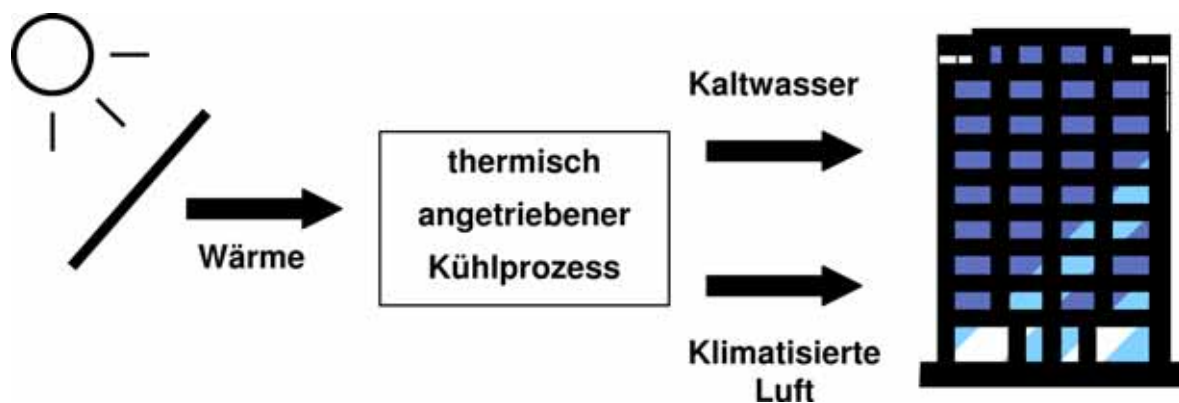 Wärme
thermisch
angetriebener
Kühlprozess
Kaltwasser
Klimatisierte
Luft